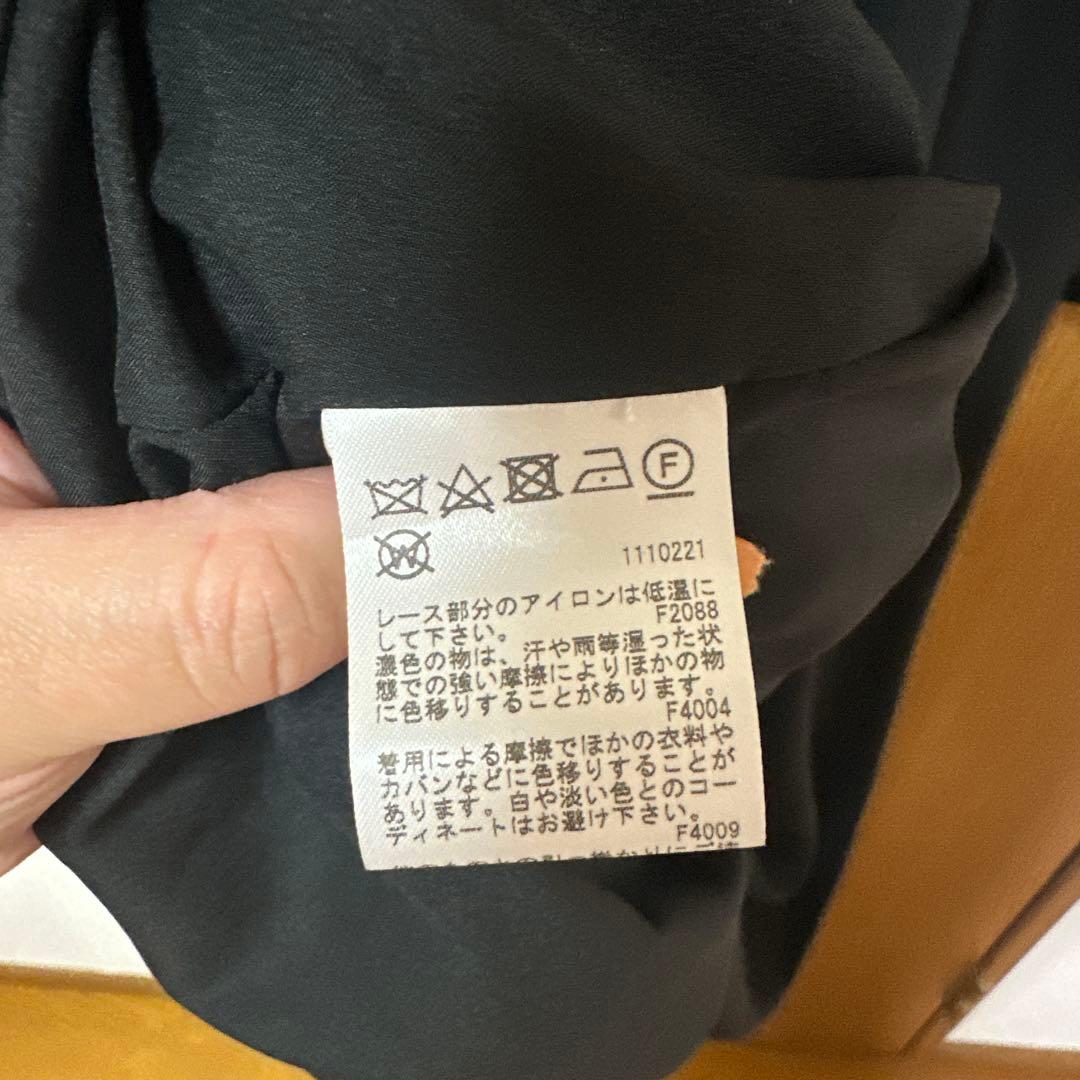 F
W
1110221
レース部分のアイロンは低温に
して下さい。 F2088
濃色の物は、汗や雨等湿った状
態での強い摩擦によりほかの物
に色移りすることがあります。
F4004
着用による摩擦でほかの衣料や
カバンなどに色移りすることが
あります。白や淡い色とのコー
ディネートはお避け下さい。
F4009